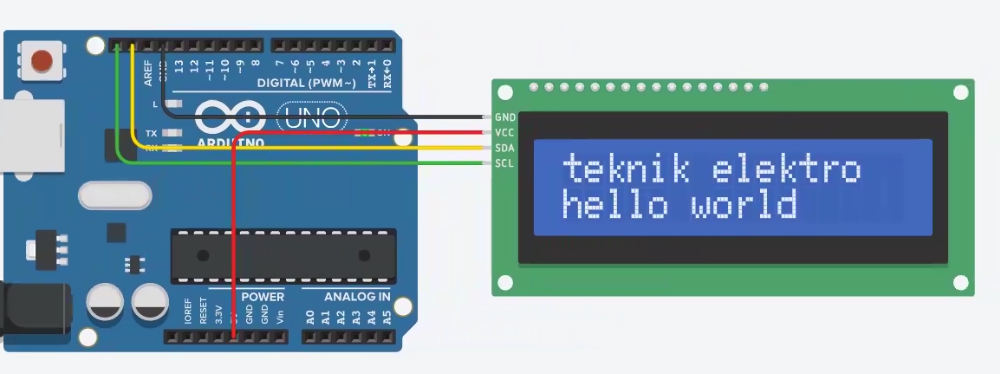 AREF
GND
13
12
~11
~10
~9
8
7
~6
~5
4
~3
2
TX→1
RX←0
DIGITAL (PWM~)
L
TX
RX
UNO
ARDUINO
ON
GND
VCC
SDA
SCL
teknik elektro
hello world
POWER
ANALOG IN
IOREF
RESET
3.3V
GND
GND
Vin
A0
A1
A2
A3
A4
A5